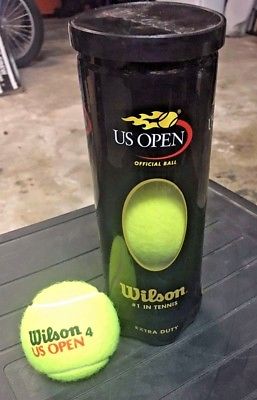 US OPEN
OFFICIAL BALL
Wilson
#1 IN TENNIS
EXTRA DUTY
Wilson 4
US OPEN